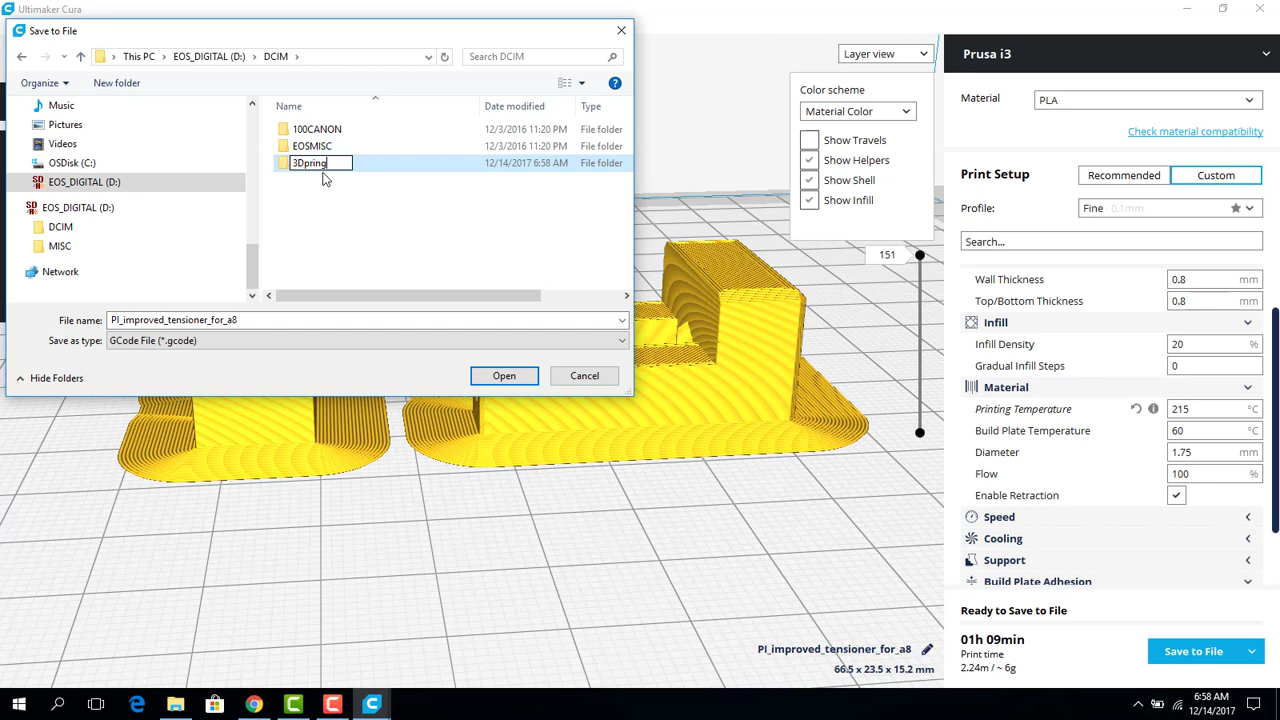 Ultimaker Cura
Save to File
This PC > EOS_DIGITAL (D:) > DCIM >
Search DCIM
Organize
New folder
Music
Pictures
Videos
OSDisk (C:)
EOS_DIGITAL (D:)
EOS_DIGITAL (D:)
DCIM
MISC
Network
Name Date modified Type
100CANON 12/3/2016 11:20 PM File folder
EOSMISC 12/3/2016 11:20 PM File folder
3Dpring 12/14/2017 6:58 AM File folder
File name: PI_improved_tensioner_for_a8
Save as type: GCode File (*.gcode)
Hide Folders
Open
Cancel
Layer view
Color scheme
Material Color
Show Travels
Show Helpers
Show Shell
Show Infill
151
Prusa i3
Material PLA
Check material compatibility
Print Setup Recommended Custom
Profile: Fine - 0.1mm
Search...
Wall Thickness 0.8 mm
Top/Bottom Thickness 0.8 mm
Infill
Infill Density 20 %
Gradual Infill Steps 0
Material
Printing Temperature 215 °C
Build Plate Temperature 60 °C
Diameter 1.75 mm
Flow 100 %
Enable Retraction
Speed
Cooling
Support
Build Plate Adhesion
Ready to Save to File
01h 09min
Print time
2.24m / ~ 6g
Save to File
PI_improved_tensioner_for_a8
66.5 x 23.5 x 15.2 mm
6:58 AM
12/14/2017